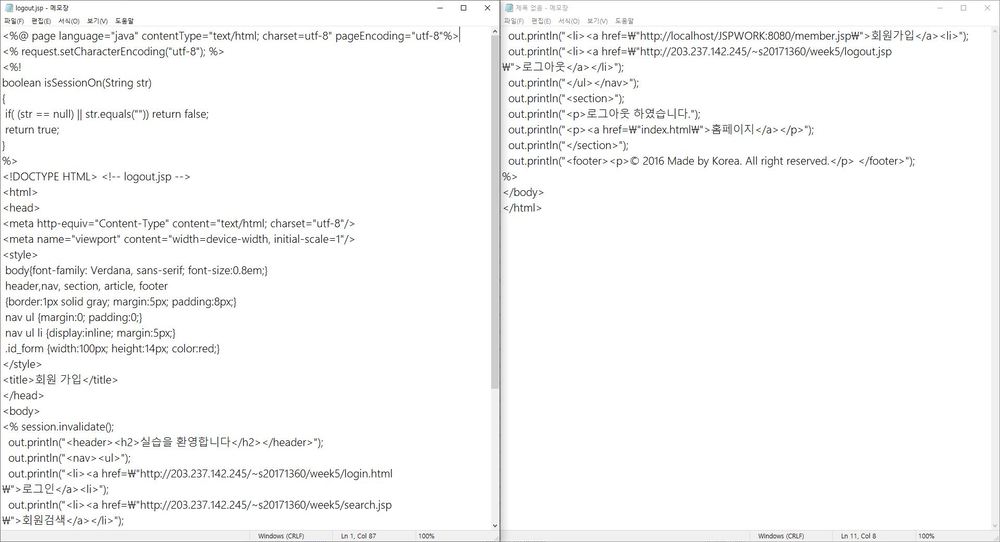 logout.jsp - 메모장
파일(F) 편집(E) 서식(O) 보기(V) 도움말
<%@ page language="java" contentType="text/html; charset=utf-8" pageEncoding="utf-8"%>
<% request.setCharacterEncoding("utf-8"); %>
<%!
boolean isSessionOn(String str)
{
if( (str == null) || str.equals("")) return false;
return true;
}
%>
<!DOCTYPE HTML> <!-- logout.jsp -->
<html>
<head>
<meta http-equiv="Content-Type" content="text/html; charset="utf-8"/>
<meta name="viewport" content="width=device-width, initial-scale=1"/>
<style>
body{font-family: Verdana, sans-serif; font-size:0.8em;}
header,nav, section, article, footer
{border:1px solid gray; margin:5px; padding:8px;}
nav ul {margin:0; padding:0;}
nav ul li {display:inline; margin:5px;}
.id_form {width:100px; height:14px; color:red;}
</style>
<title>회원 가입</title>
</head>
<body>
<% session.invalidate();
out.println("<header><h2>실습을 환영합니다</h2></header>");
out.println("<nav><ul>");
out.println("<li><a href=₩"http://203.237.142.245/~s20171360/week5/login.html
₩">로그인</a><li>");
out.println("<li><a href=₩"http://203.237.142.245/~s20171360/week5/search.jsp
₩">회원검색</a></li>");
Windows (CRLF) Ln 1, Col 87 100%
제목 없음 - 메모장
파일(F) 편집(E) 서식(O) 보기(V) 도움말
out.println("<li><a href=₩"http://localhost/JSPWORK:8080/member.jsp₩">회원가입</a><li>");
out.println("<li><a href=₩"http://203.237.142.245/~s20171360/week5/logout.jsp
₩">로그아웃</a></li>");
out.println("</ul></nav>");
out.println("<section>");
out.println("<p>로그아웃 하였습니다.");
out.println("<p><a href=₩"index.html₩">홈페이지</a></p>");
out.println("</section>");
out.println("<footer><p>© 2016 Made by Korea. All right reserved.</p> </footer>");
%>
</body>
</html>
Windows (CRLF) Ln 11, Col 8 100%